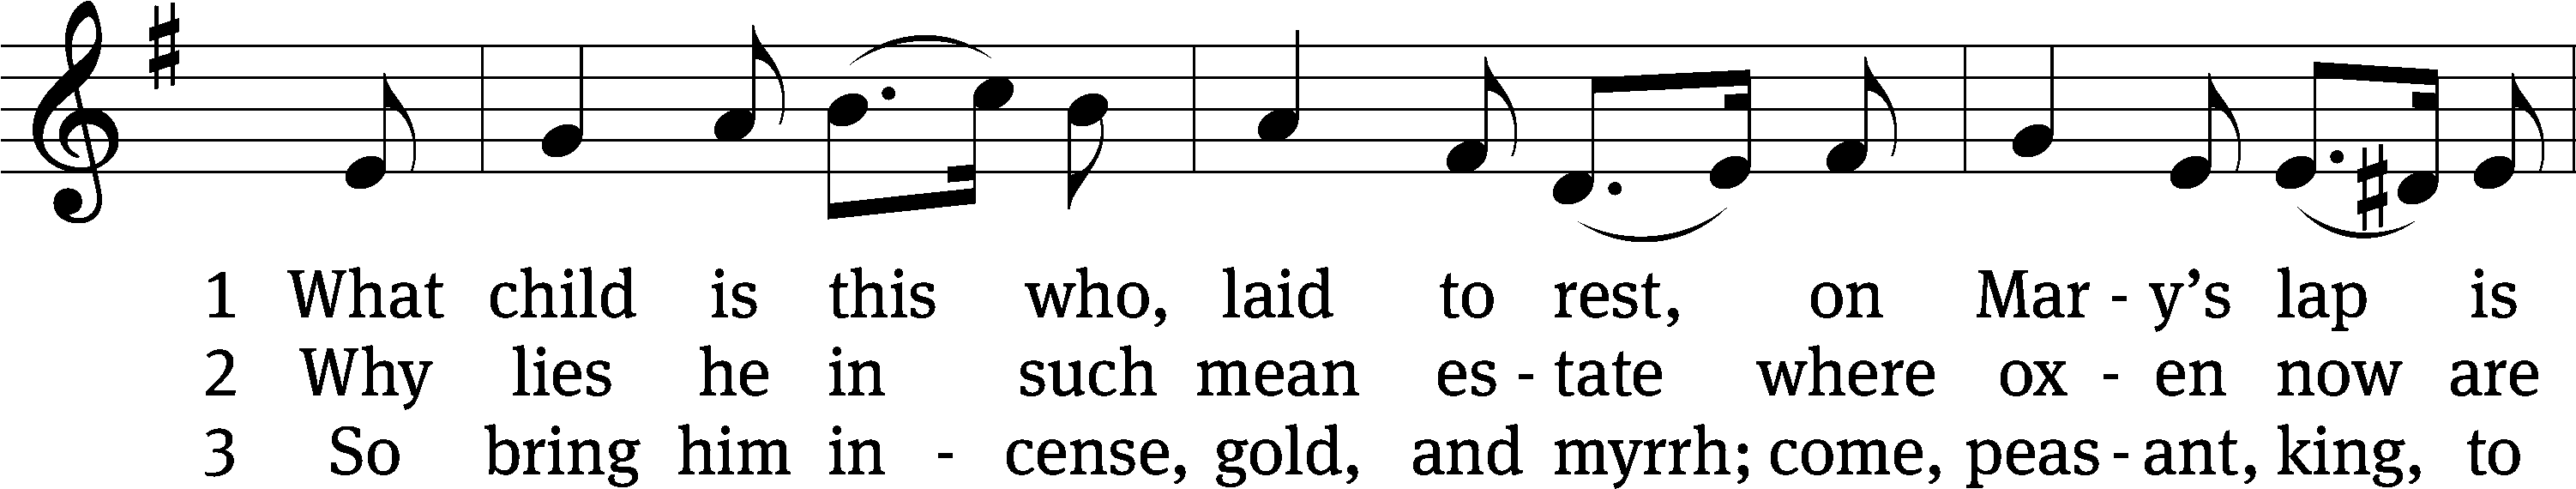 1 What child is this who, laid to rest, on Mar - y’s lap is
2 Why lies he in such mean es - tate where ox - en now are
3 So bring him in - cense, gold, and myrrh; come, peas - ant, king, to